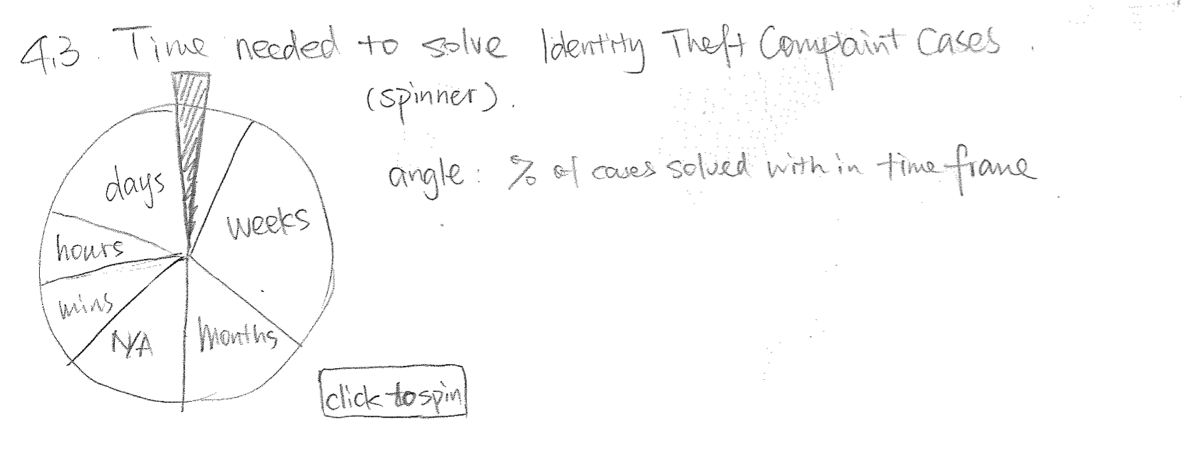 4.3. Time needed to solve Identity Theft Compaint Cases.
(spinner).
angle: % of cases solved with in time frame
days
weeks
hours
mins
N/A
Months
click to spin